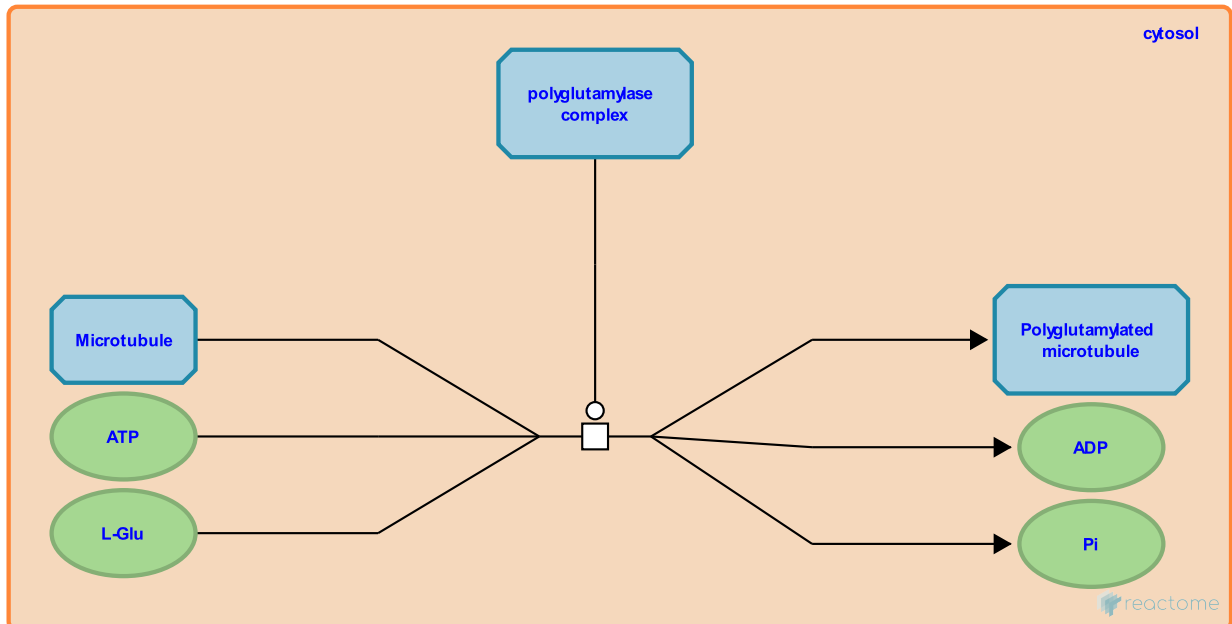 cytosol
polyglutamylase
complex
Microtubule
ATP
L-Glu
Polyglutamylated
microtubule
ADP
Pi
reactome